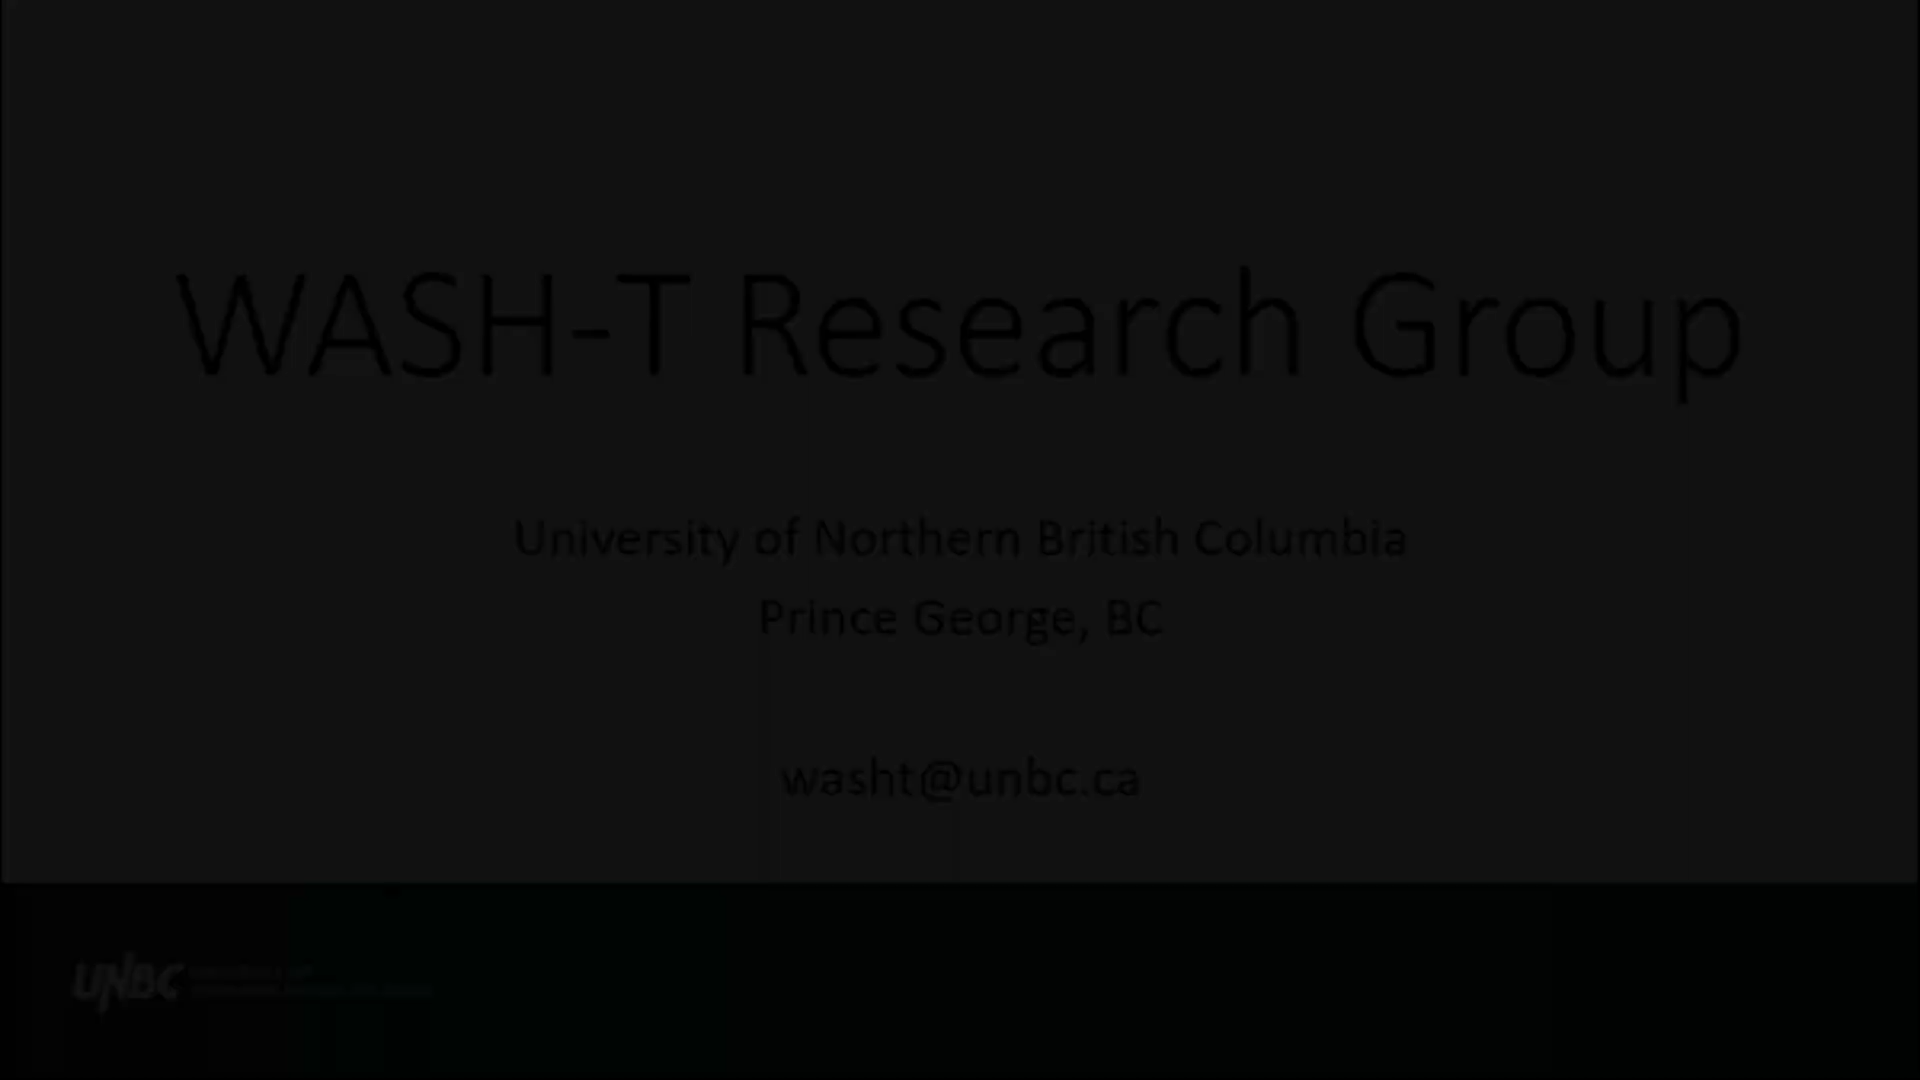 WASH-T Research Group
University of Northern British Columbia
Prince George, BC
washt@unbc.ca
UNBC